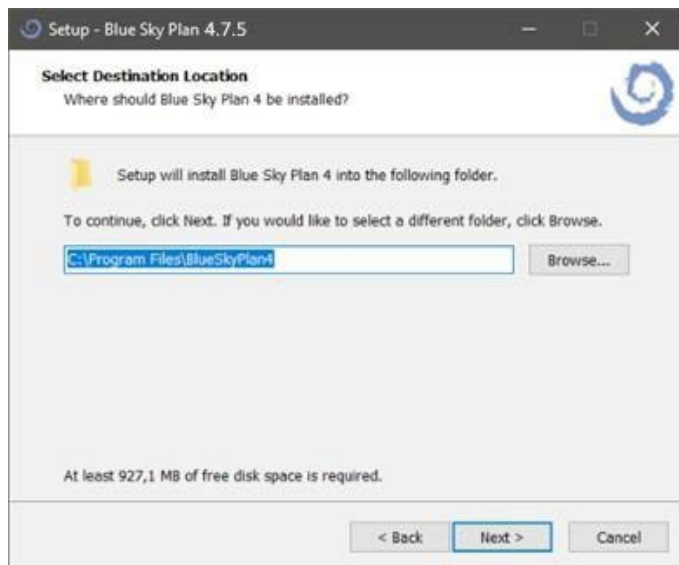 Setup - Blue Sky Plan 4.7.5
Select Destination Location
Where should Blue Sky Plan 4 be installed?
Setup will install Blue Sky Plan 4 into the following folder.
To continue, click Next. If you would like to select a different folder, click Browse.
C:\Program Files\BlueSkyPlan4
Browse...
At least 927,1 MB of free disk space is required.
< Back
Next >
Cancel